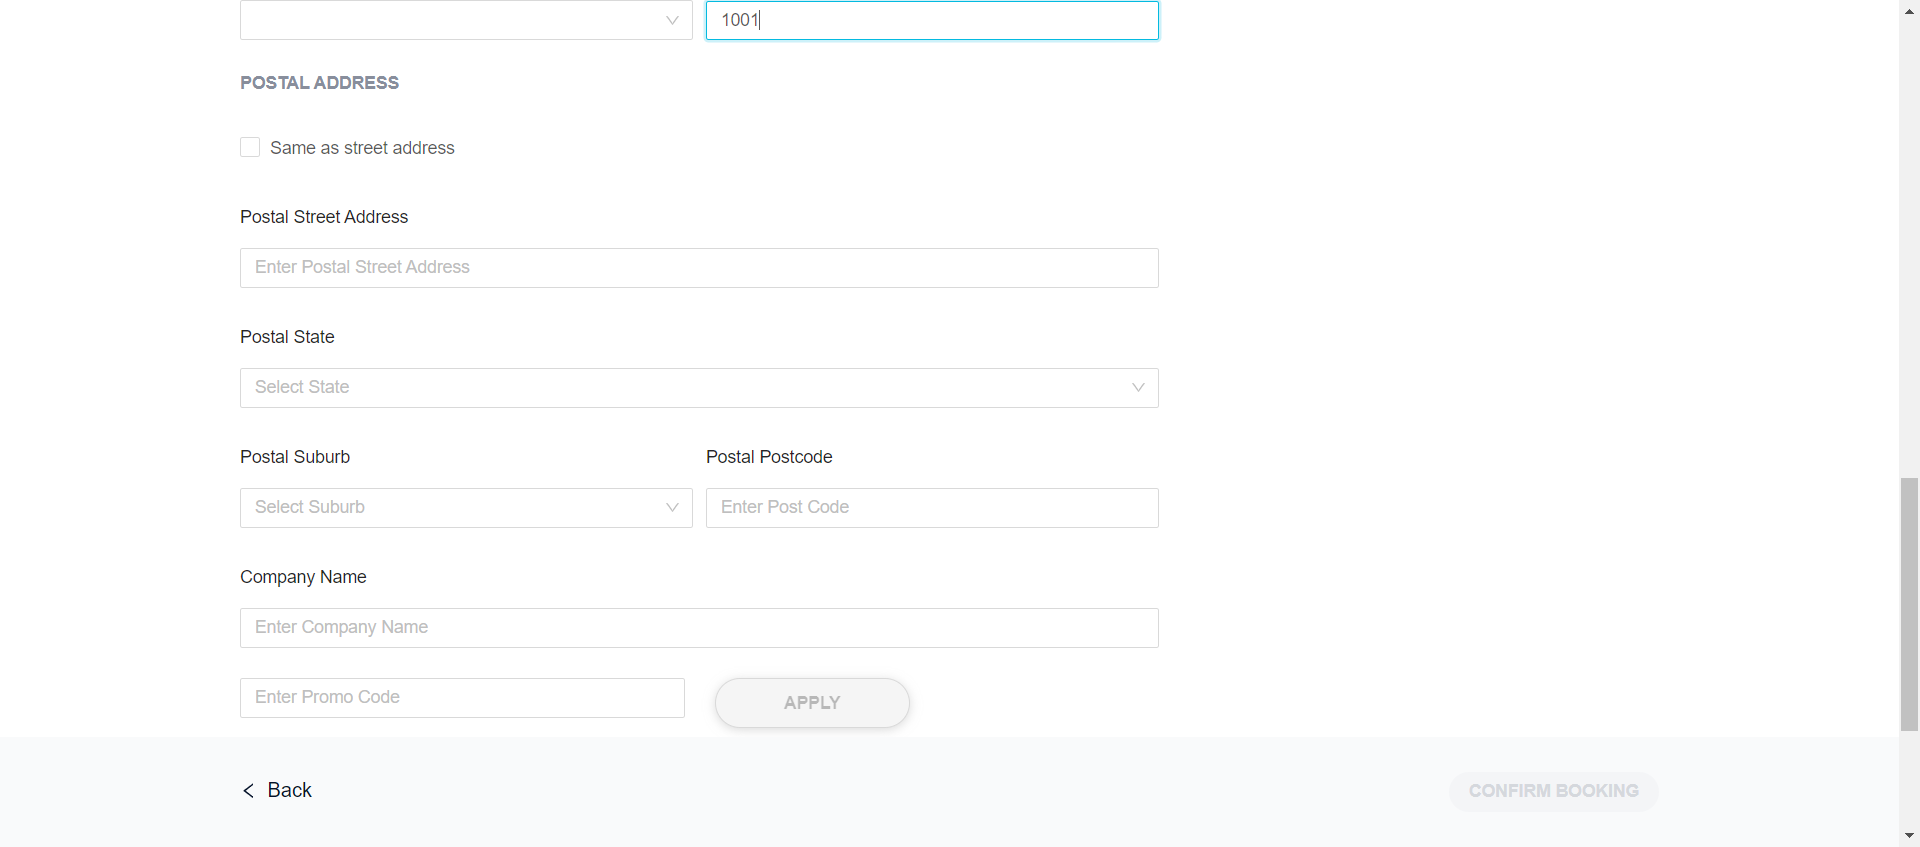 1001
POSTAL ADDRESS
Same as street address
Postal Street Address
Enter Postal Street Address
Postal State
Select State
Postal Suburb
Postal Postcode
Select Suburb
Enter Post Code
Company Name
Enter Company Name
Enter Promo Code
APPLY
Back
CONFIRM BOOKING